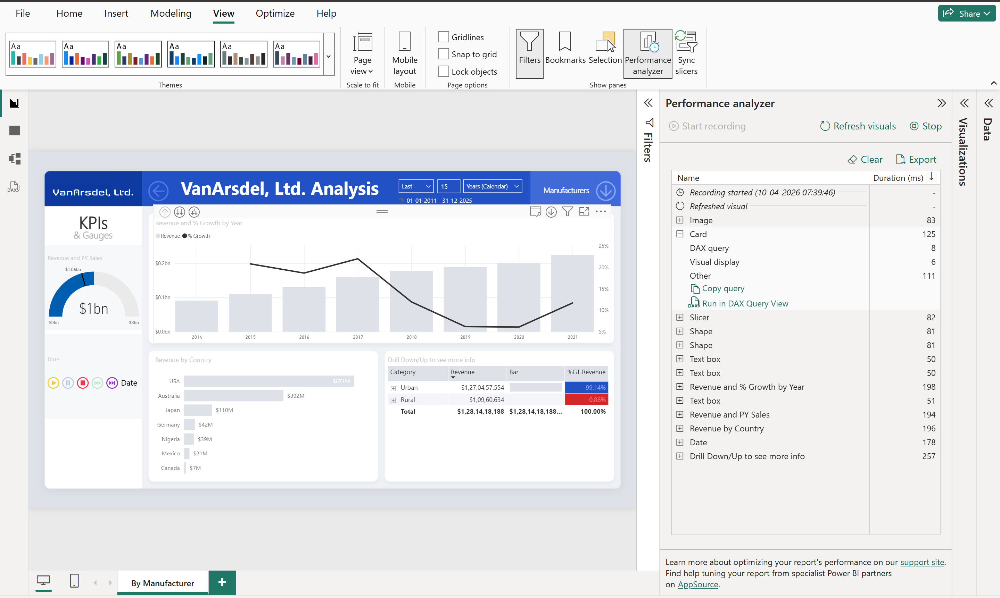 File Home Insert Modeling View Optimize Help
Share
Aa Aa Aa Aa Aa Aa
Themes
Page view
Scale to fit
Mobile layout
Mobile
Gridlines
Snap to grid
Lock objects
Page options
Filters
Bookmarks
Selection
Performance analyzer
Sync slicers
Show panes
DAX
VanArsdel, Ltd.
VanArsdel, Ltd. Analysis
Last 15 Years (Calendar)
01-01-2011 - 31-12-2025
Manufacturers
KPIs
& Gauges
Revenue and PY Sales
$1.06bn
$1bn
$0bn $3bn
Date
Date
Revenue and % Growth by Year
Revenue % Growth
25%
$0.2bn
20%
15%
$0.1bn
10%
$0.0bn
5%
2014 2015 2016 2017 2018 2019 2020 2021
Revenue by Country
USA $671M
Australia $392M
Japan $110M
Germany $42M
Nigeria $39M
Mexico $21M
Canada $7M
Drill Down/Up to see more info
Category Revenue Bar %GT Revenue
Urban $1,27,04,57,554 99.14%
Rural $1,09,60,634 0.86%
Total $1,28,14,18,188 $1,28,14,18,188... 100.00%
By Manufacturer
Filters
Performance analyzer
Start recording Refresh visuals Stop
Clear Export
Name Duration (ms)
Recording started (10-04-2026 07:39:46) -
Refreshed visual -
Image 83
Card 125
DAX query 8
Visual display 6
Other 111
Copy query
DAX Run in DAX Query View
Slicer 82
Shape 81
Shape 81
Text box 50
Text box 50
Revenue and % Growth by Year 198
Text box 51
Revenue and PY Sales 194
Revenue by Country 196
Date 178
Drill Down/Up to see more info 257
Learn more about optimizing your report's performance on our support site.
Find help tuning your report from specialist Power BI partners
on AppSource.
Visualizations
Data